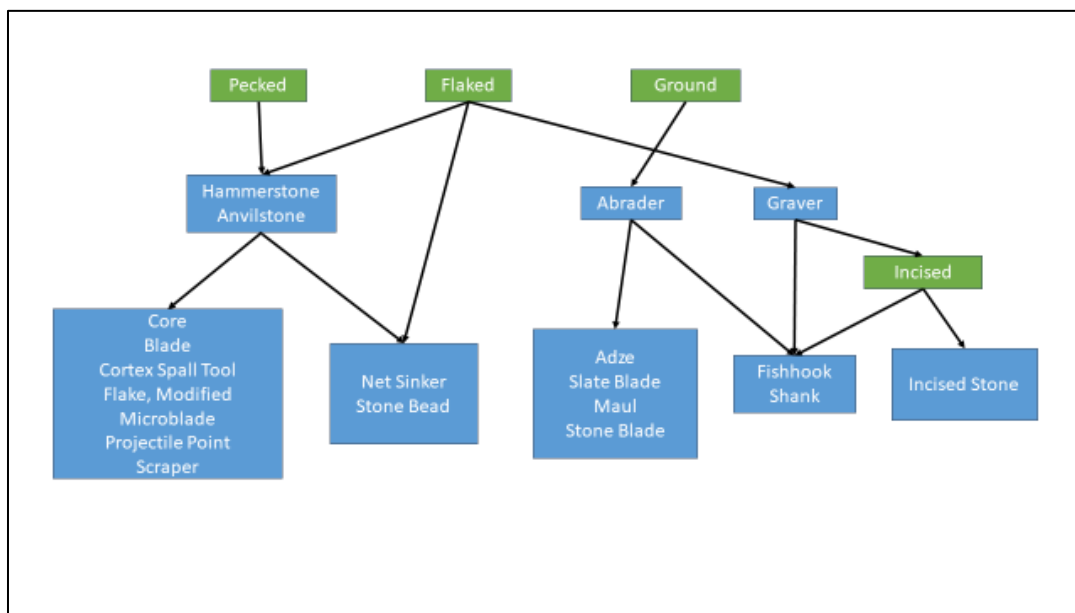 Pecked
Flaked
Ground
Hammerstone
Anvilstone
Abrader
Graver
Incised
Core
Blade
Cortex Spall Tool
Flake, Modified
Microblade
Projectile Point
Scraper
Net Sinker
Stone Bead
Adze
Slate Blade
Maul
Stone Blade
Fishhook
Shank
Incised Stone